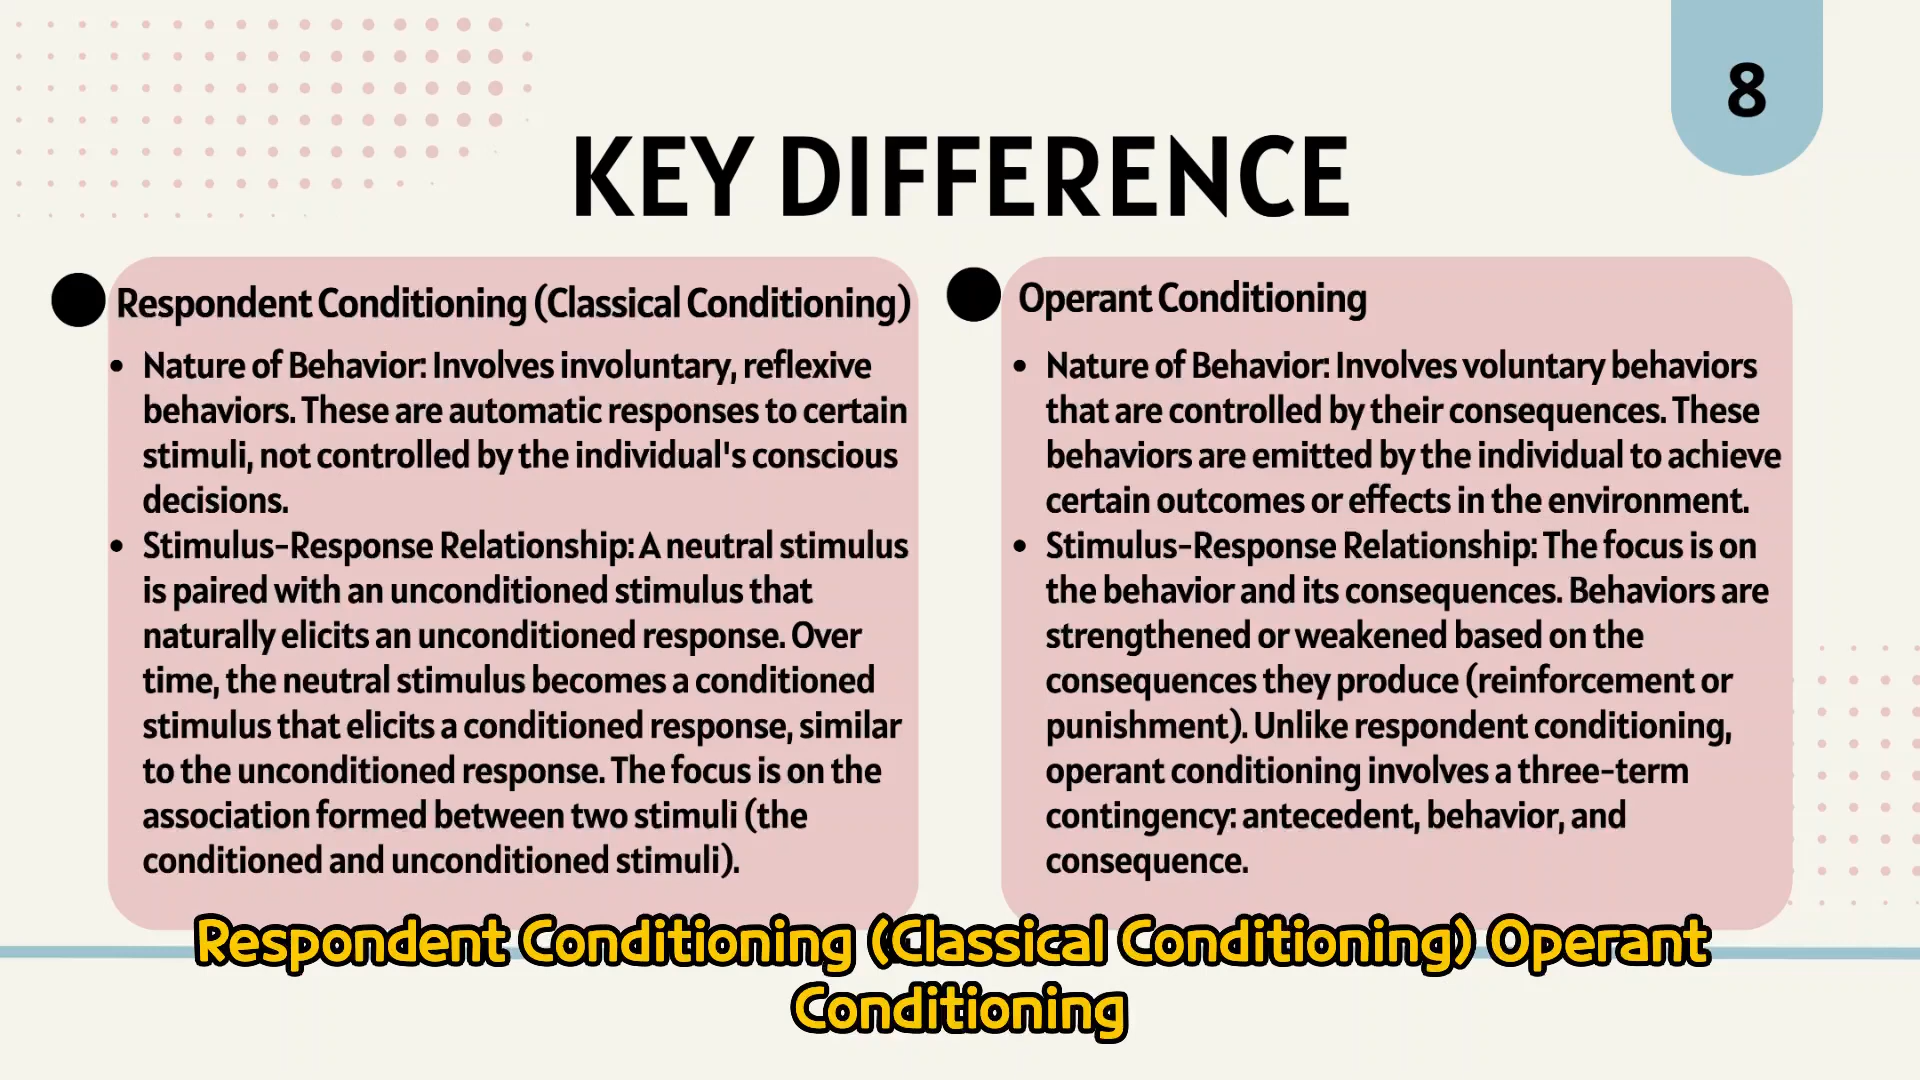 8
KEY DIFFERENCE
Respondent Conditioning (Classical Conditioning)
• Nature of Behavior: Involves involuntary, reflexive
behaviors. These are automatic responses to certain
stimuli, not controlled by the individual's conscious
decisions.
• Stimulus-Response Relationship: A neutral stimulus
is paired with an unconditioned stimulus that
naturally elicits an unconditioned response. Over
time, the neutral stimulus becomes a conditioned
stimulus that elicits a conditioned response, similar
to the unconditioned response. The focus is on the
association formed between two stimuli (the
conditioned and unconditioned stimuli).
Operant Conditioning
• Nature of Behavior: Involves voluntary behaviors
that are controlled by their consequences. These
behaviors are emitted by the individual to achieve
certain outcomes or effects in the environment.
• Stimulus-Response Relationship: The focus is on
the behavior and its consequences. Behaviors are
strengthened or weakened based on the
consequences they produce (reinforcement or
punishment). Unlike respondent conditioning,
operant conditioning involves a three-term
contingency: antecedent, behavior, and
consequence.
Respondent Conditioning (Classical Conditioning) Operant
Conditioning